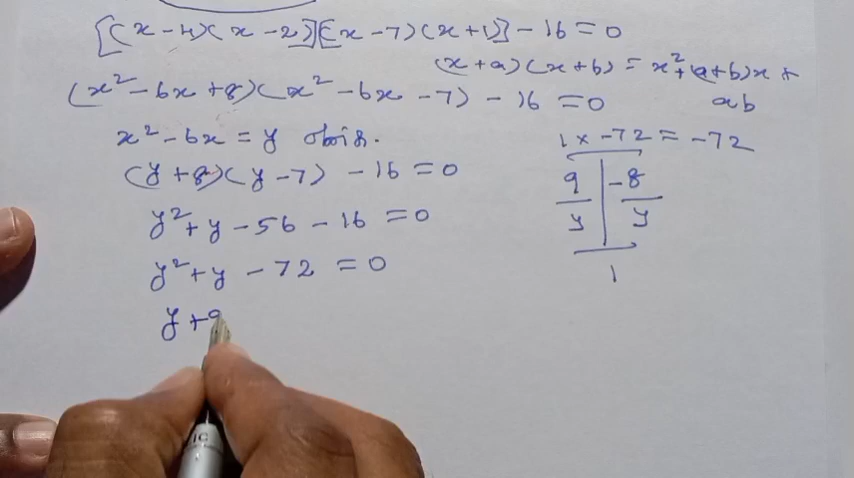 [(x-4)(x-2)][(x-7)(x+1)] - 16 = 0
(x+a)(x+b) = x²+(a+b)x+
ab
(x²-6x+8)(x²-6x-7) - 16 = 0
x²-6x = y
(y+8)(y-7) - 16 = 0
y²+y-56-16 = 0
y²+y-72 = 0
y+9
1×-72 = -72
9 | -8
y | y
1
IC